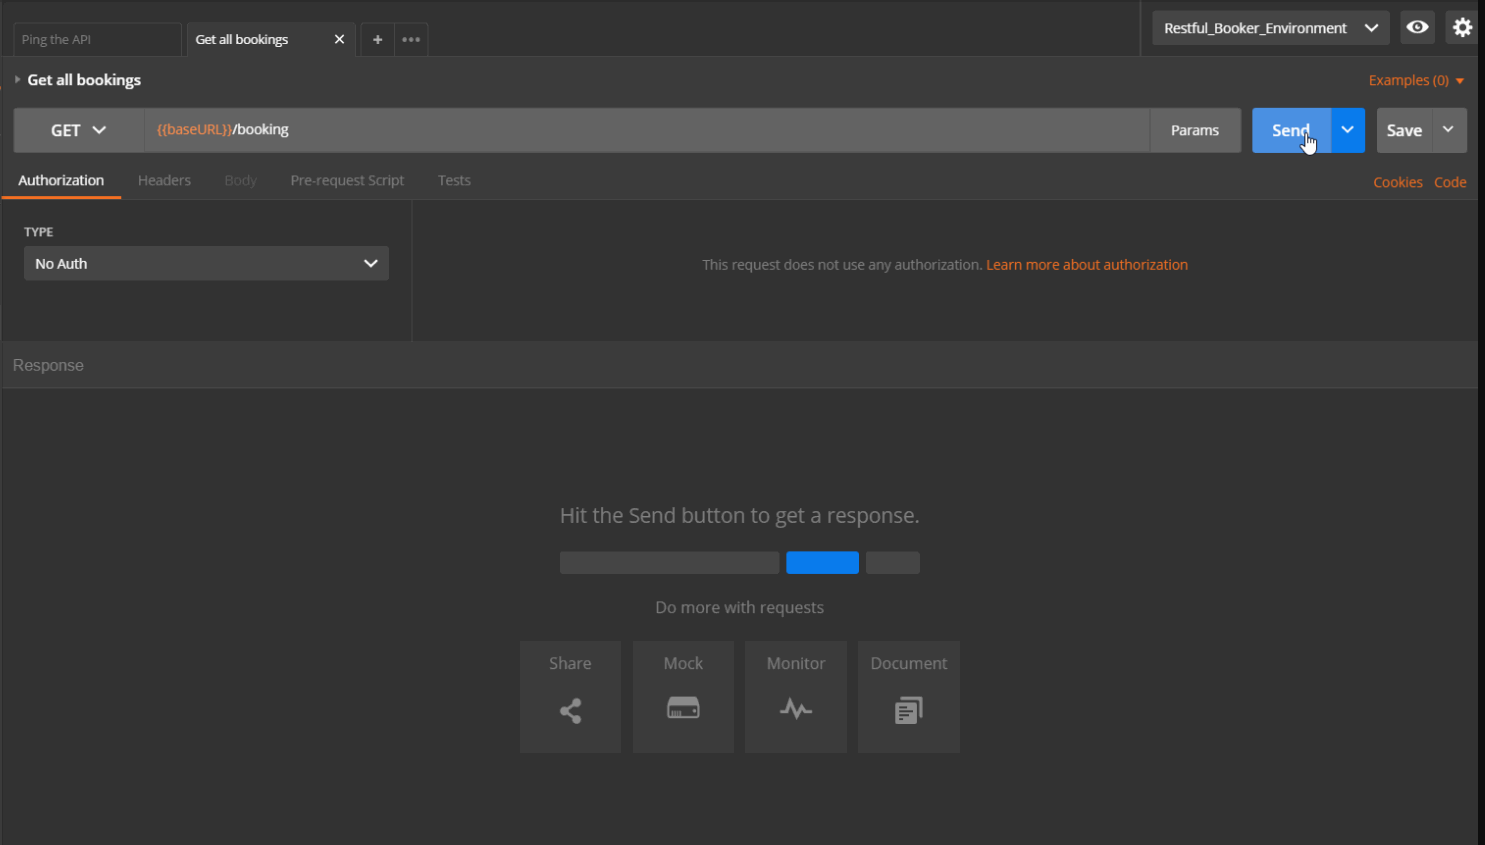 Ping the API
Get all bookings
Restful_Booker_Environment
Get all bookings
Examples (0)
GET
{{baseURL}}/booking
Params
Send
Save
Authorization
Headers
Body
Pre-request Script
Tests
Cookies
Code
TYPE
No Auth
This request does not use any authorization. Learn more about authorization
Response
Hit the Send button to get a response.
Do more with requests
Share
Mock
Monitor
Document